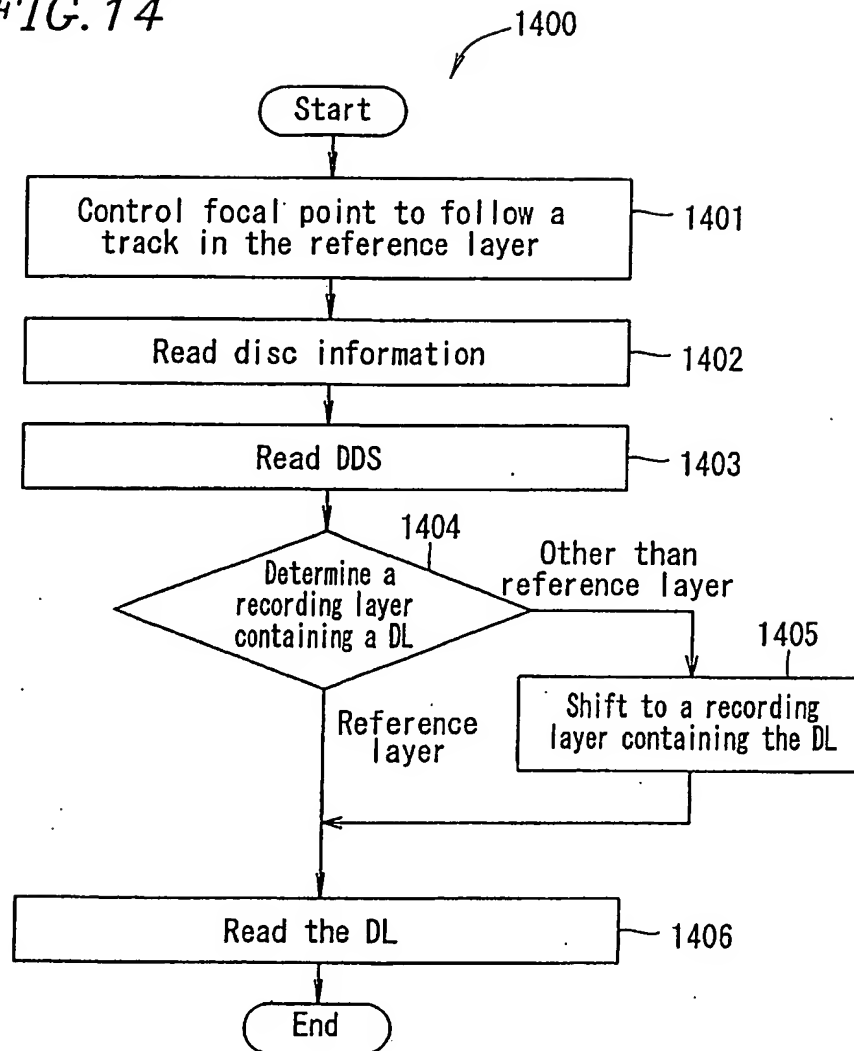 FIG. 14
1400
Start
Control focal point to follow a
track in the reference layer
1401
Read disc information
1402
Read DDS
1403
1404
Determine a
recording layer
containing a DL
Other than
reference layer
1405
Shift to a recording
layer containing the DL
Reference
layer
Read the DL
1406
End